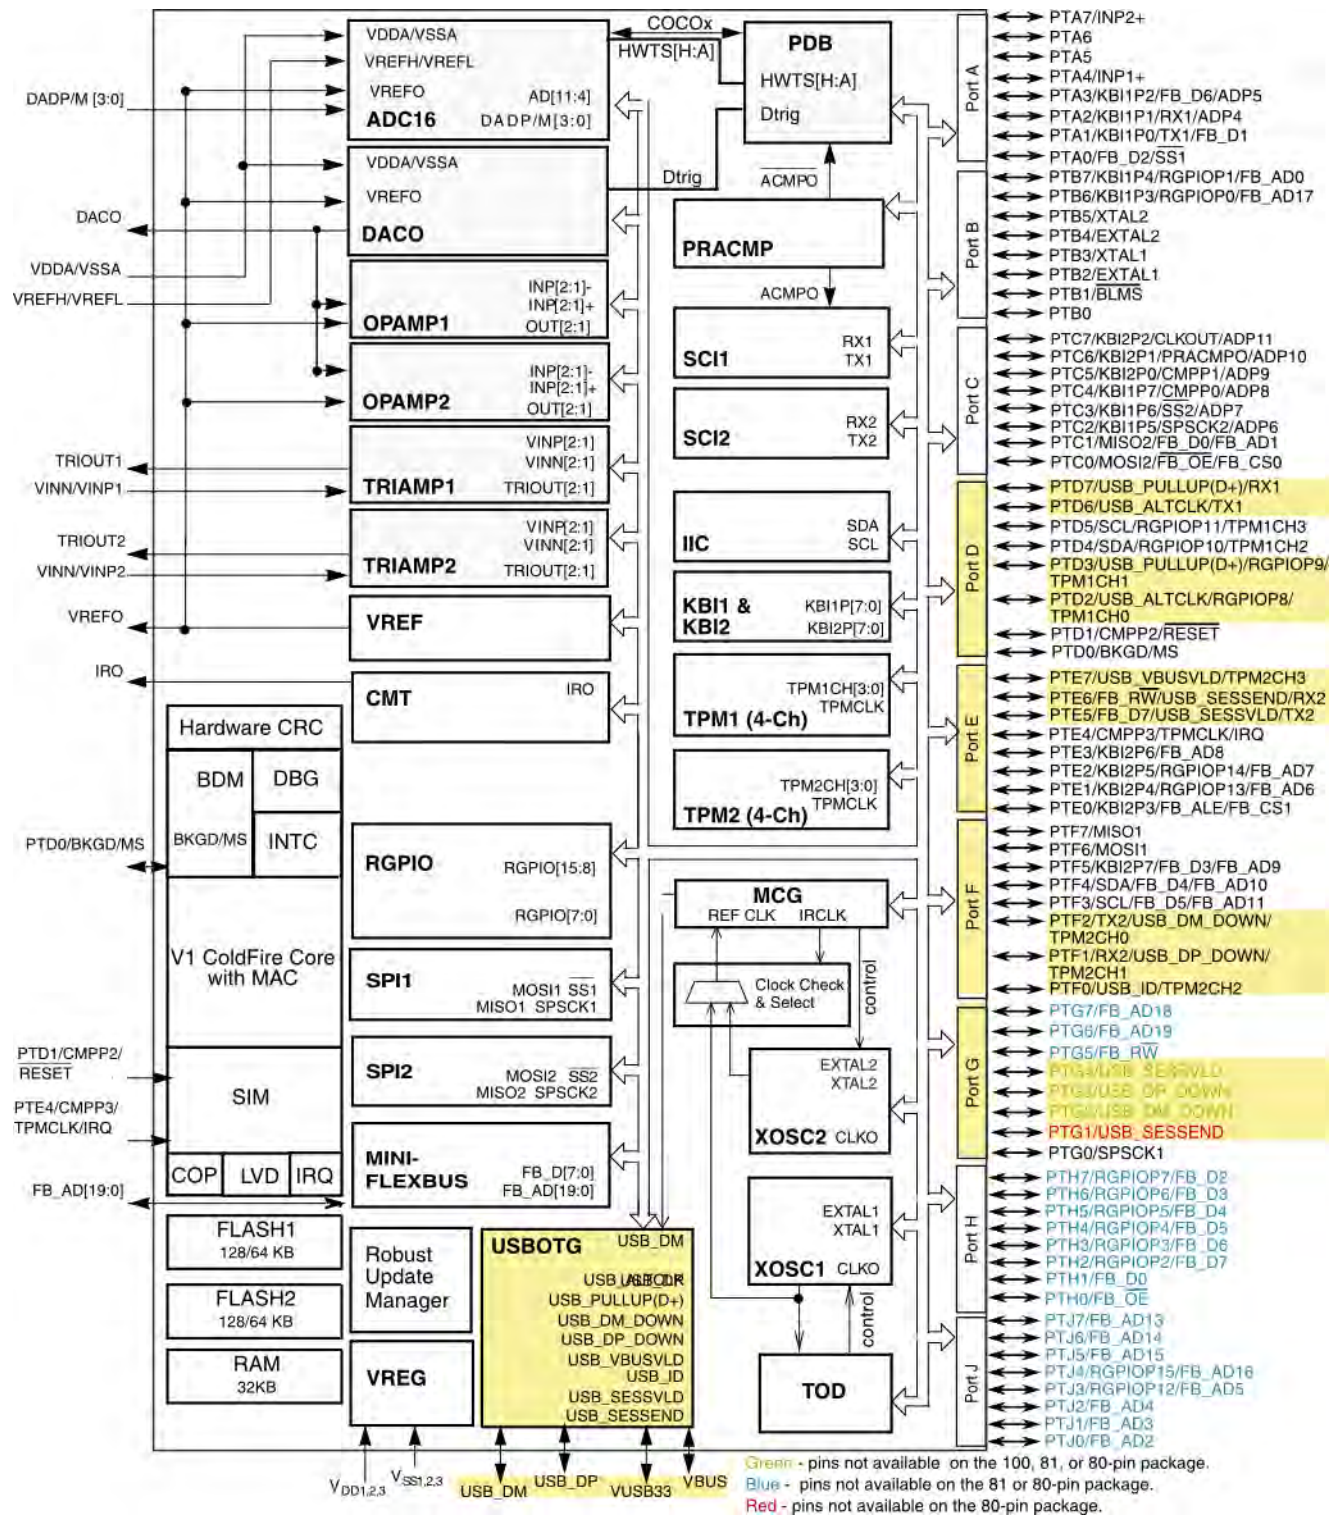 DADP/M [3:0]
DACO
VDDA/VSSA
VREFH/VREFL
TRIOUT1
VINN/VINP1
TRIOUT2
VINN/VINP2
VREFO
IRO
PTD0/BKGD/MS
PTD1/CMPP2/
RESET
PTE4/CMPP3/
TPMCLK/IRQ
FB_AD[19:0]
Hardware CRC
BDM
DBG
BKGD/MS
INTC
V1 ColdFire Core
with MAC
SIM
COP
LVD
IRQ
FLASH1
128/64 KB
FLASH2
128/64 KB
RAM
32KB
VDDA/VSSA
VREFH/VREFL
VREFO
AD[11:4]
ADC16
DADP/M[3:0]
VDDA/VSSA
VREFO
DACO
INP[2:1]-
INP[2:1]+
OPAMP1
OUT[2:1]
INP[2:1]-
INP[2:1]+
OPAMP2
OUT[2:1]
VINP[2:1]
VINN[2:1]
TRIAMP1
TRIOUT[2:1]
VINP[2:1]
VINN[2:1]
TRIAMP2
TRIOUT[2:1]
VREF
CMT
IRO
RGPIO
RGPIO[15:8]
RGPIO[7:0]
SPI1
MOSI1 SS1
MISO1 SPSCK1
SPI2
MOSI2 SS2
MISO2 SPSCK2
MINI-
FLEXBUS
FB_D[7:0]
FB_AD[19:0]
Robust
Update
Manager
VREG
VDD1,2,3
VSS1,2,3
USBOTG
USB_DM
USB_PULLUP(D+)
USB_DM_DOWN
USB_DP_DOWN
USB_VBUSVLD
USB_ID
USB_SESSVLD
USB_SESSEND
USB_DM
USB_DP
VUSB33
VBUS
COCOx
HWTS[H:A]
Dtrig
PDB
HWTS[H:A]
Dtrig
ACMPO
PRACMP
ACMPO
SCI1
RX1
TX1
SCI2
RX2
TX2
IIC
SDA
SCL
KBI1 &
KBI2
KBI1P[7:0]
KBI2P[7:0]
TPM1CH[3:0]
TPMCLK
TPM1 (4-Ch)
TPM2CH[3:0]
TPMCLK
TPM2 (4-Ch)
MCG
REF CLK IRCLK
Clock Check
& Select
control
EXTAL2
XTAL2
XOSC2 CLKO
EXTAL1
XTAL1
XOSC1 CLKO
control
TOD
Port A
PTA7/INP2+
PTA6
PTA5
PTA4/INP1+
PTA3/KBI1P2/FB_D6/ADP5
PTA2/KBI1P1/RX1/ADP4
PTA1/KBI1P0/TX1/FB_D1
PTA0/FB_D2/SS1
Port B
PTB7/KBI1P4/RGPIOP1/FB_AD0
PTB6/KBI1P3/RGPIOP0/FB_AD17
PTB5/XTAL2
PTB4/EXTAL2
PTB3/XTAL1
PTB2/EXTAL1
PTB1/BLMS
PTB0
Port C
PTC7/KBI2P2/CLKOUT/ADP11
PTC6/KBI2P1/PRACMPO/ADP10
PTC5/KBI2P0/CMPP1/ADP9
PTC4/KBI1P7/CMPP0/ADP8
PTC3/KBI1P6/SS2/ADP7
PTC2/KBI1P5/SPSCK2/ADP6
PTC1/MISO2/FB_D0/FB_AD1
PTC0/MOSI2/FB_OE/FB_CS0
Port D
PTD7/USB_PULLUP(D+)/RX1
PTD6/USB_ALTCLK/TX1
PTD5/SCL/RGPIOP11/TPM1CH3
PTD4/SDA/RGPIOP10/TPM1CH2
PTD3/USB_PULLUP(D+)/RGPIOP9/
TPM1CH1
PTD2/USB_ALTCLK/RGPIOP8/
TPM1CH0
PTD1/CMPP2/RESET
PTD0/BKGD/MS
Port E
PTE7/USB_VBUSVLD/TPM2CH3
PTE6/FB_RW/USB_SESSEND/RX2
PTE5/FB_D7/USB_SESSVLD/TX2
PTE4/CMPP3/TPMCLK/IRQ
PTE3/KBI2P6/FB_AD8
PTE2/KBI2P5/RGPIOP14/FB_AD7
PTE1/KBI2P4/RGPIOP13/FB_AD6
PTE0/KBI2P3/FB_ALE/FB_CS1
Port F
PTF7/MISO1
PTF6/MOSI1
PTF5/KBI2P7/FB_D3/FB_AD9
PTF4/SDA/FB_D4/FB_AD10
PTF3/SCL/FB_D5/FB_AD11
PTF2/TX2/USB_DM_DOWN/
TPM2CH0
PTF1/RX2/USB_DP_DOWN/
TPM2CH1
PTF0/USB_ID/TPM2CH2
Port G
PTG7/FB_AD18
PTG6/FB_AD19
PTG5/FB_RW
PTG4/USB_SESSVLD
PTG3/USB_DP_DOWN
PTG2/USB_DM_DOWN
PTG1/USB_SESSEND
PTG0/SPSCK1
Port H
PTH7/RGPIOP7/FB_D2
PTH6/RGPIOP6/FB_D3
PTH5/RGPIOP5/FB_D4
PTH4/RGPIOP4/FB_D5
PTH3/RGPIOP3/FB_D6
PTH2/RGPIOP2/FB_D7
PTH1/FB_D0
PTH0/FB_OE
Port J
PTJ7/FB_AD13
PTJ6/FB_AD14
PTJ5/FB_AD15
PTJ4/RGPIOP15/FB_AD16
PTJ3/RGPIOP12/FB_AD5
PTJ2/FB_AD4
PTJ1/FB_AD3
PTJ0/FB_AD2
Green - pins not available on the 100, 81, or 80-pin package.
Blue - pins not available on the 81 or 80-pin package.
Red - pins not available on the 80-pin package.